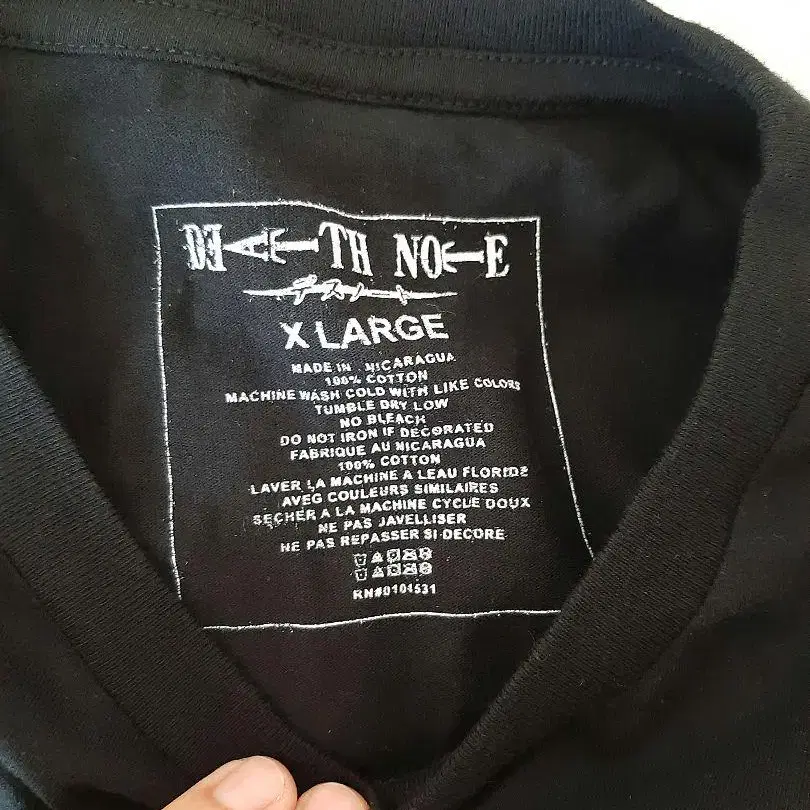 DEATH NOTE
デスノート
X LARGE
MADE IN NICARAGUA
100% COTTON
MACHINE WASH COLD WITH LIKE COLORS
TUMBLE DRY LOW
NO BLEACH
DO NOT IRON IF DECORATED
FABRIQUE AU NICARAGUA
100% COTTON
LAVER LA MACHINE A LEAU FLORIDE
AVEG COULEURS SIMILAIRES
SECHER A LA MACHINE CYCLE DOUX
NE PAS JAVELLISER
NE PAS REPASSER SI DECORE
RN#0104531